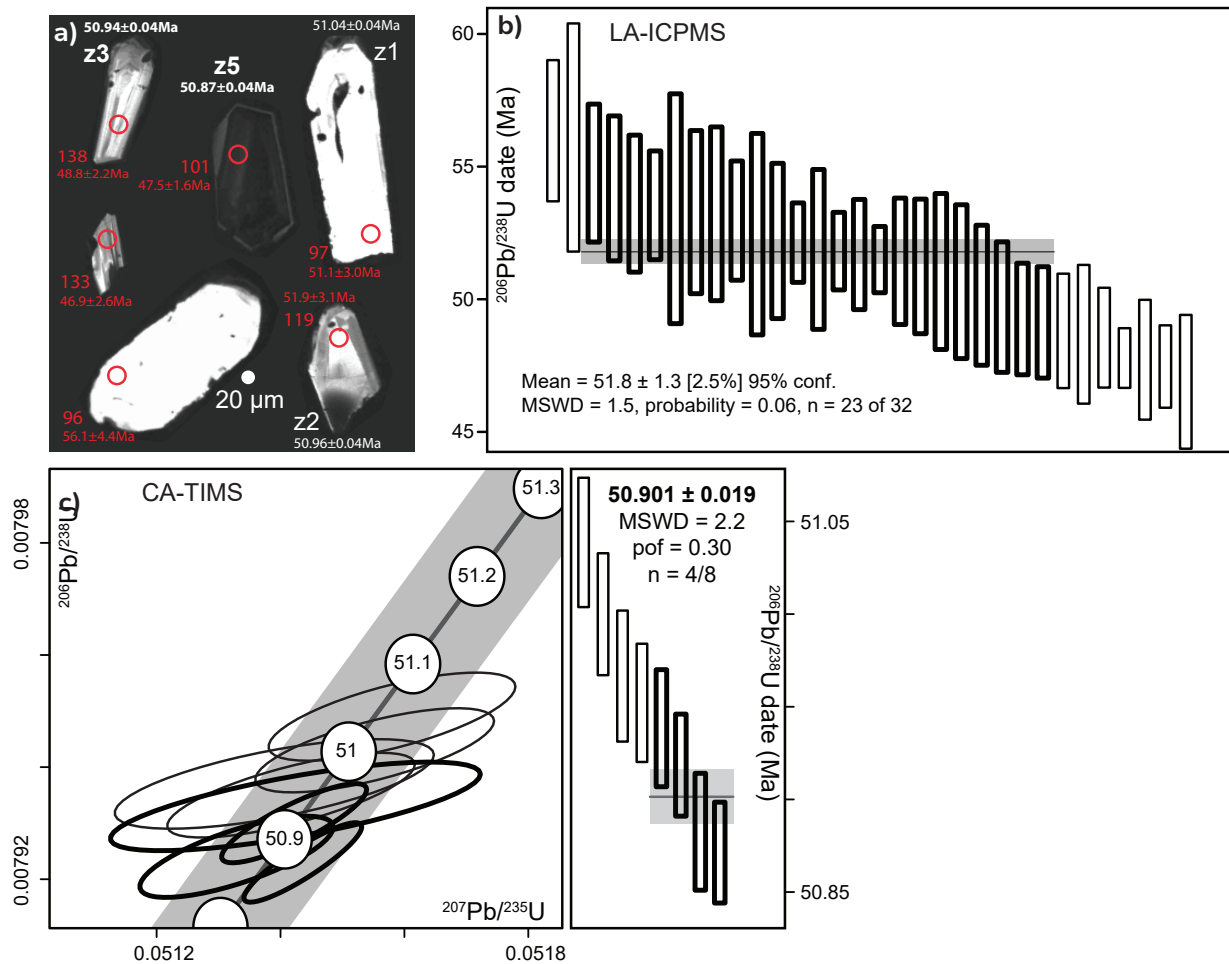 a)
50.94±0.04Ma
z3
z5
50.87±0.04Ma
51.04±0.04Ma
z1
138
48.8±2.2Ma
101
47.5±1.6Ma
133
46.9±2.6Ma
97
51.1±3.0Ma
51.9±3.1Ma
119
96
56.1±4.4Ma
20 μm
z2
50.96±0.04Ma
b)
LA-ICPMS
60
55
50
45
206Pb/238U date (Ma)
Mean = 51.8 ± 1.3 [2.5%] 95% conf.
MSWD = 1.5, probability = 0.06, n = 23 of 32
c)
CA-TIMS
206Pb/238U
0.00798
0.00792
51.3
51.2
51.1
51
50.9
207Pb/235U
0.0512
0.0518
50.901 ± 0.019
MSWD = 2.2
pof = 0.30
n = 4/8
51.05
50.85
206Pb/238U date (Ma)